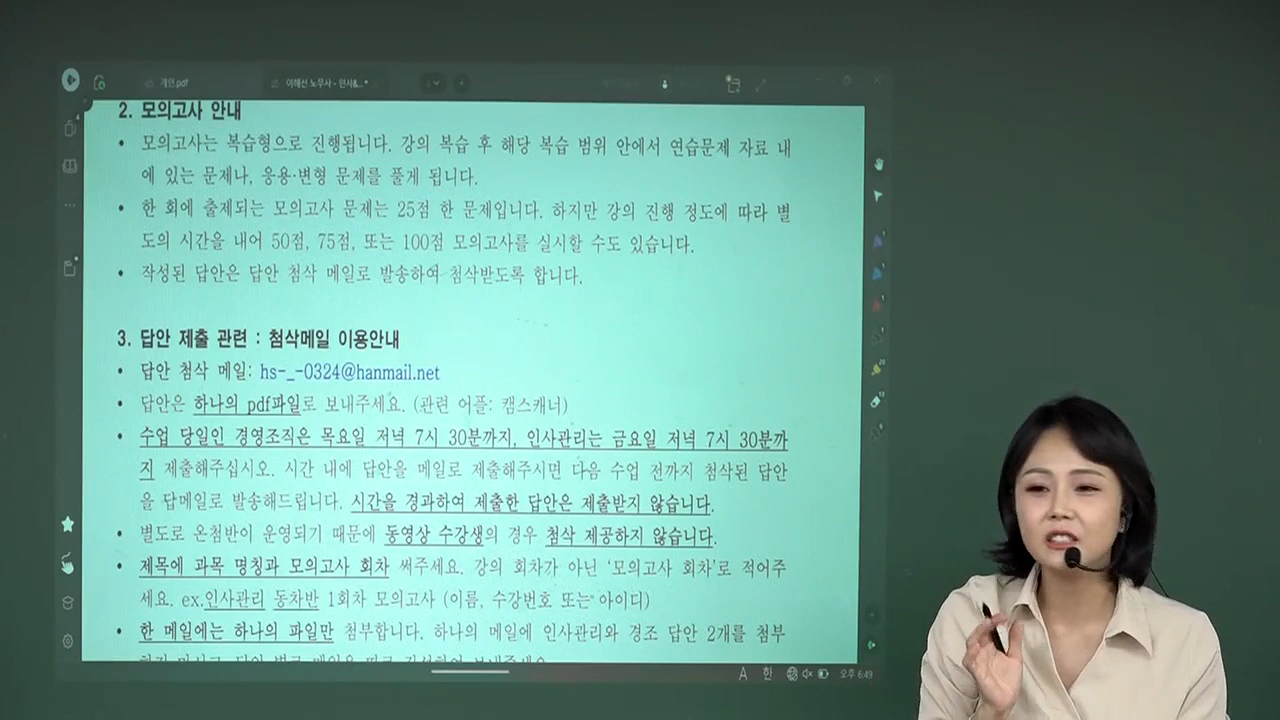 개인.pdf
이해선 노무사 - 인사&...*
2. 모의고사 안내
• 모의고사는 복습형으로 진행됩니다. 강의 복습 후 해당 복습 범위 안에서 연습문제 자료 내
에 있는 문제나, 응용·변형 문제를 풀게 됩니다.
• 한 회에 출제되는 모의고사 문제는 25점 한 문제입니다. 하지만 강의 진행 정도에 따라 별
도의 시간을 내어 50점, 75점, 또는 100점 모의고사를 실시할 수도 있습니다.
• 작성된 답안은 답안 첨삭 메일로 발송하여 첨삭받도록 합니다.
3. 답안 제출 관련 : 첨삭메일 이용안내
• 답안 첨삭 메일: hs-_-0324@hanmail.net
• 답안은 하나의 pdf파일로 보내주세요. (관련 어플: 캠스캐너)
• 수업 당일인 경영조직은 목요일 저녁 7시 30분까지, 인사관리는 금요일 저녁 7시 30분까
지 제출해주십시오. 시간 내에 답안을 메일로 제출해주시면 다음 수업 전까지 첨삭된 답안
을 답메일로 발송해드립니다. 시간을 경과하여 제출한 답안은 제출받지 않습니다.
• 별도로 온첨반이 운영되기 때문에 동영상 수강생의 경우 첨삭 제공하지 않습니다.
• 제목에 과목 명칭과 모의고사 회차 써주세요. 강의 회차가 아닌 '모의고사 회차'로 적어주
세요. ex.인사관리 동차반 1회차 모의고사 (이름, 수강번호 또는 아이디)
• 한 메일에는 하나의 파일만 첨부합니다. 하나의 메일에 인사관리와 경조 답안 2개를 첨부
A 한 오후 6:49